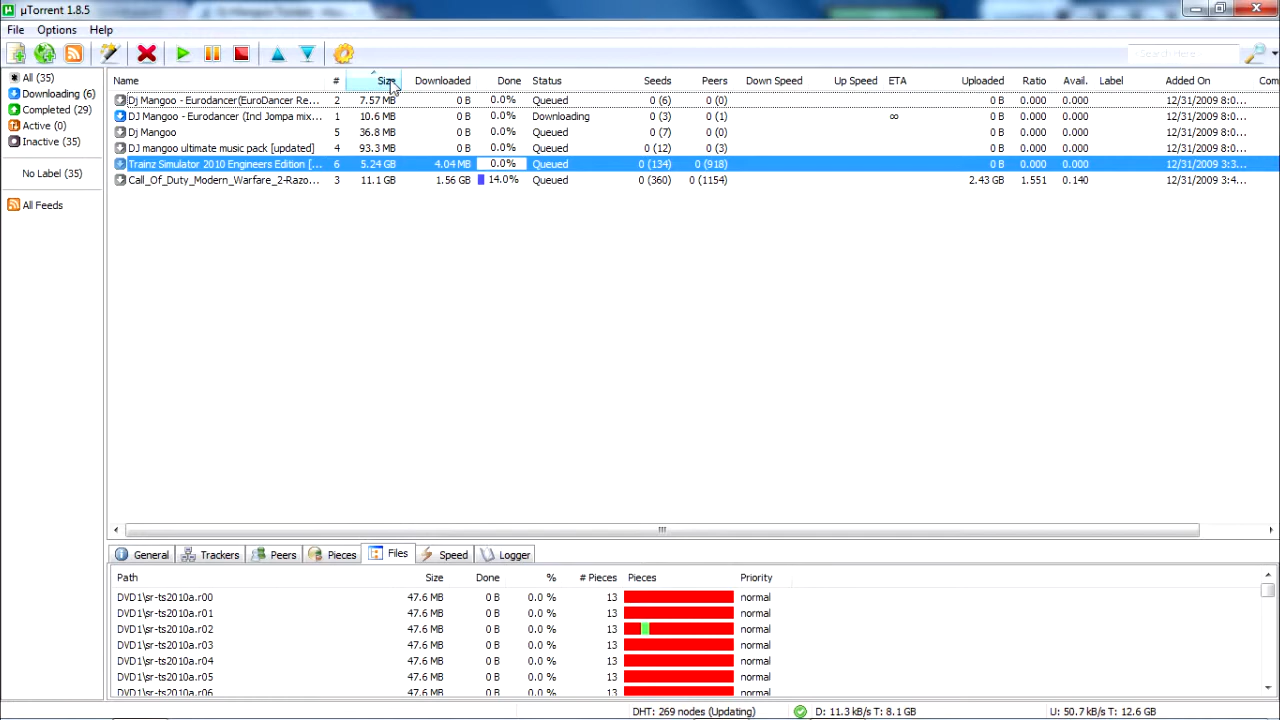 µTorrent 1.8.5
File Options Help
Search Here
All (35)
Downloading (6)
Completed (29)
Active (0)
Inactive (35)
No Label (35)
All Feeds
Name # Size Downloaded Done Status Seeds Peers Down Speed Up Speed ETA Uploaded Ratio Avail. Label Added On Com
Dj Mangoo - Eurodancer(EuroDancer Re... 2 7.57 MB 0 B 0.0% Queued 0 (6) 0 (0) 0 B 0.000 0.000 12/31/2009 8:0...
DJ Mangoo - Eurodancer (Incl Jompa mix... 1 10.6 MB 0 B 0.0% Downloading 0 (3) 0 (1) ∞ 0 B 0.000 0.000 12/31/2009 8:0...
Dj Mangoo 5 36.8 MB 0 B 0.0% Queued 0 (7) 0 (0) 0 B 0.000 0.000 12/31/2009 8:0...
DJ mangoo ultimate music pack [updated] 4 93.3 MB 0 B 0.0% Queued 0 (12) 0 (3) 0 B 0.000 0.000 12/31/2009 8:0...
Trainz Simulator 2010 Engineers Edition [... 6 5.24 GB 4.04 MB 0.0% Queued 0 (134) 0 (918) 0 B 0.000 0.000 12/31/2009 3:3...
Call_Of_Duty_Modern_Warfare_2-Razo... 3 11.1 GB 1.56 GB 14.0% Queued 0 (360) 0 (1154) 2.43 GB 1.551 0.140 12/31/2009 3:4...
General Trackers Peers Pieces Files Speed Logger
Path Size Done % # Pieces Pieces Priority
DVD1\sr-ts2010a.r00 47.6 MB 0 B 0.0 % 13 normal
DVD1\sr-ts2010a.r01 47.6 MB 0 B 0.0 % 13 normal
DVD1\sr-ts2010a.r02 47.6 MB 0 B 0.0 % 13 normal
DVD1\sr-ts2010a.r03 47.6 MB 0 B 0.0 % 13 normal
DVD1\sr-ts2010a.r04 47.6 MB 0 B 0.0 % 13 normal
DVD1\sr-ts2010a.r05 47.6 MB 0 B 0.0 % 13 normal
DVD1\sr-ts2010a.r06 47.6 MB 0 B 0.0 % 13 normal
DHT: 269 nodes (Updating) D: 11.3 kB/s T: 8.1 GB U: 50.7 kB/s T: 12.6 GB